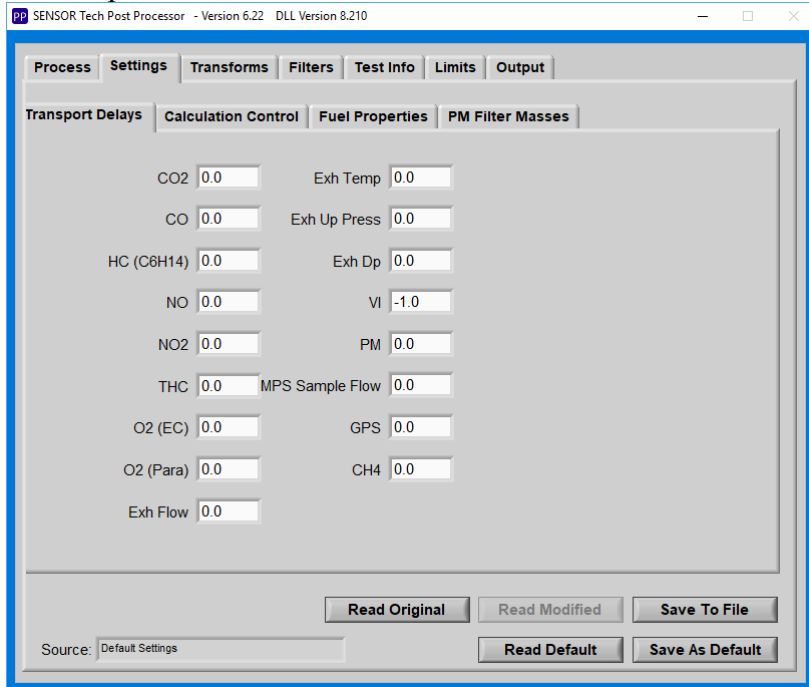 SENSOR Tech Post Processor - Version 6.22 DLL Version 8.210
Process Settings Transforms Filters Test Info Limits Output
Transport Delays Calculation Control Fuel Properties PM Filter Masses
CO2 0.0 Exh Temp 0.0
CO 0.0 Exh Up Press 0.0
HC (C6H14) 0.0 Exh Dp 0.0
NO 0.0 VI -1.0
NO2 0.0 PM 0.0
THC 0.0 MPS Sample Flow 0.0
O2 (EC) 0.0 GPS 0.0
O2 (Para) 0.0 CH4 0.0
Exh Flow 0.0
Read Original Read Modified Save To File
Source: Default Settings Read Default Save As Default